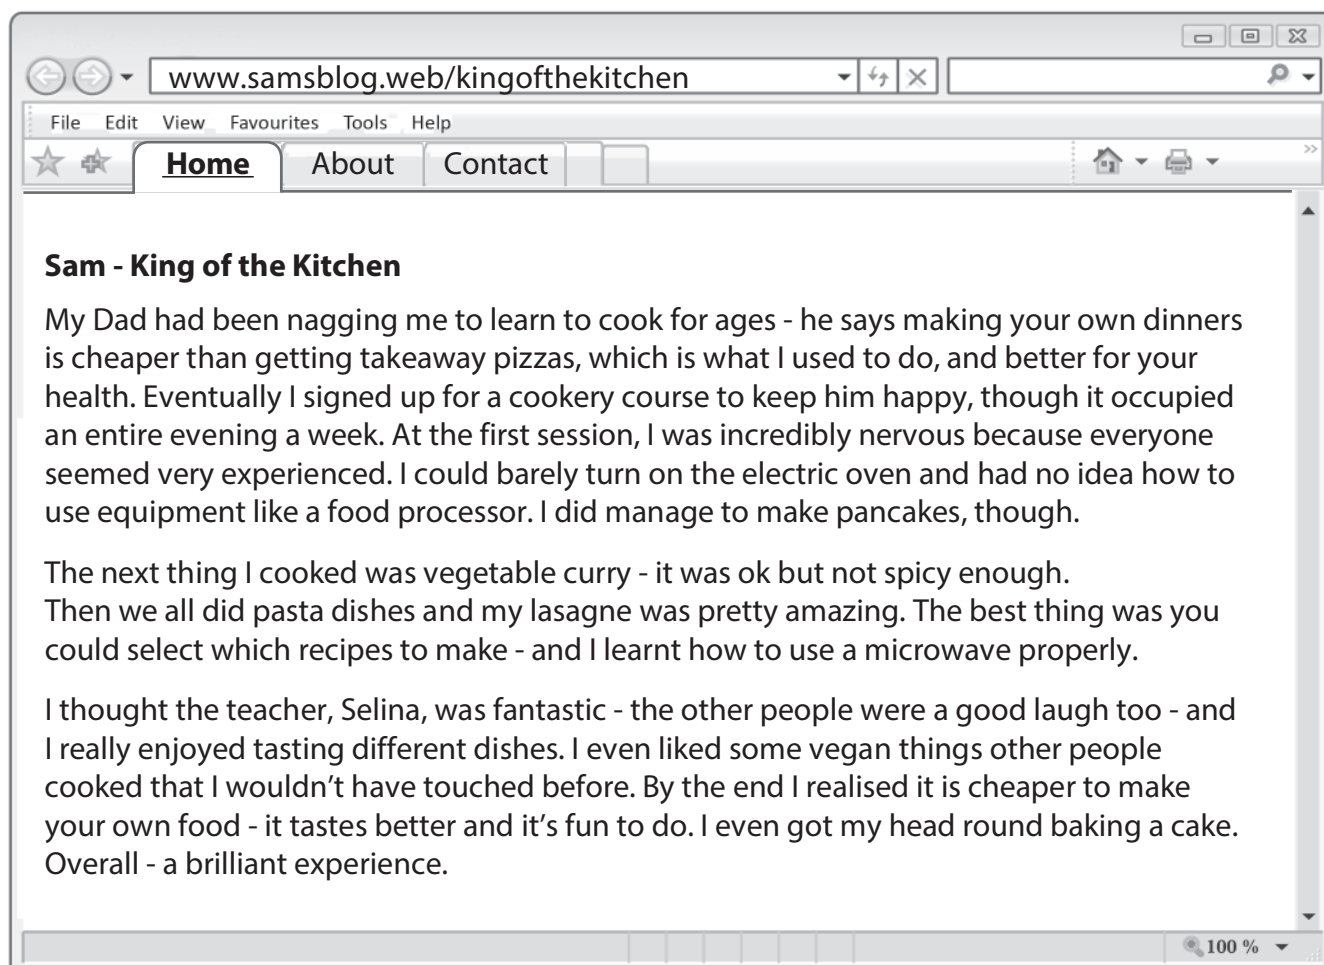 www.samsblog.web/kingofthekitchen
File Edit View Favourites Tools Help
Home About Contact
Sam - King of the Kitchen
My Dad had been nagging me to learn to cook for ages - he says making your own dinners
is cheaper than getting takeaway pizzas, which is what I used to do, and better for your
health. Eventually I signed up for a cookery course to keep him happy, though it occupied
an entire evening a week. At the first session, I was incredibly nervous because everyone
seemed very experienced. I could barely turn on the electric oven and had no idea how to
use equipment like a food processor. I did manage to make pancakes, though.
The next thing I cooked was vegetable curry - it was ok but not spicy enough.
Then we all did pasta dishes and my lasagne was pretty amazing. The best thing was you
could select which recipes to make - and I learnt how to use a microwave properly.
I thought the teacher, Selina, was fantastic - the other people were a good laugh too - and
I really enjoyed tasting different dishes. I even liked some vegan things other people
cooked that I wouldn’t have touched before. By the end I realised it is cheaper to make
your own food - it tastes better and it’s fun to do. I even got my head round baking a cake.
Overall - a brilliant experience.
100 %